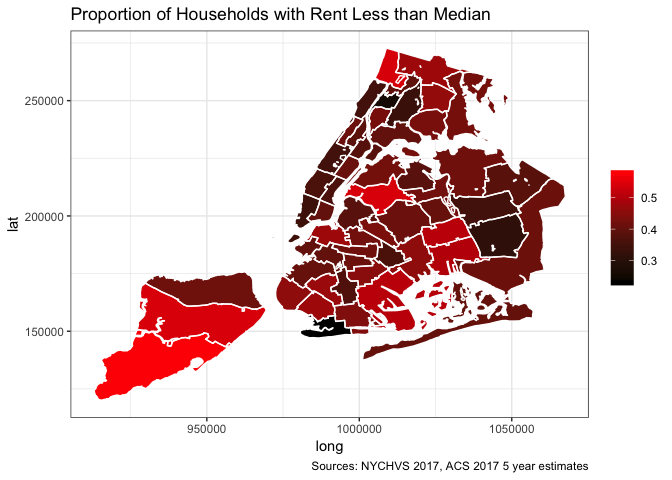 Proportion of Households with Rent Less than Median
250000
200000
150000
lat
950000
1000000
1050000
long
0.5
0.4
0.3
Sources: NYCHVS 2017, ACS 2017 5 year estimates